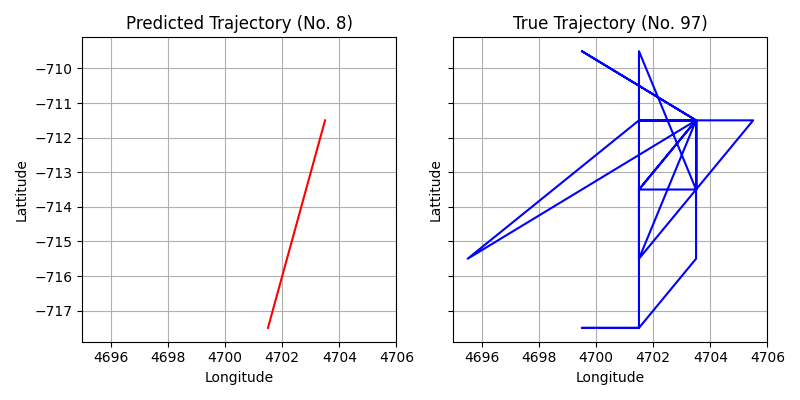 Predicted Trajectory (No. 8)
True Trajectory (No. 97)
−710
−711
−712
−713
−714
−715
−716
−717
Lattitude
Lattitude
4696 4698 4700 4702 4704 4706
4696 4698 4700 4702 4704 4706
Longitude
Longitude